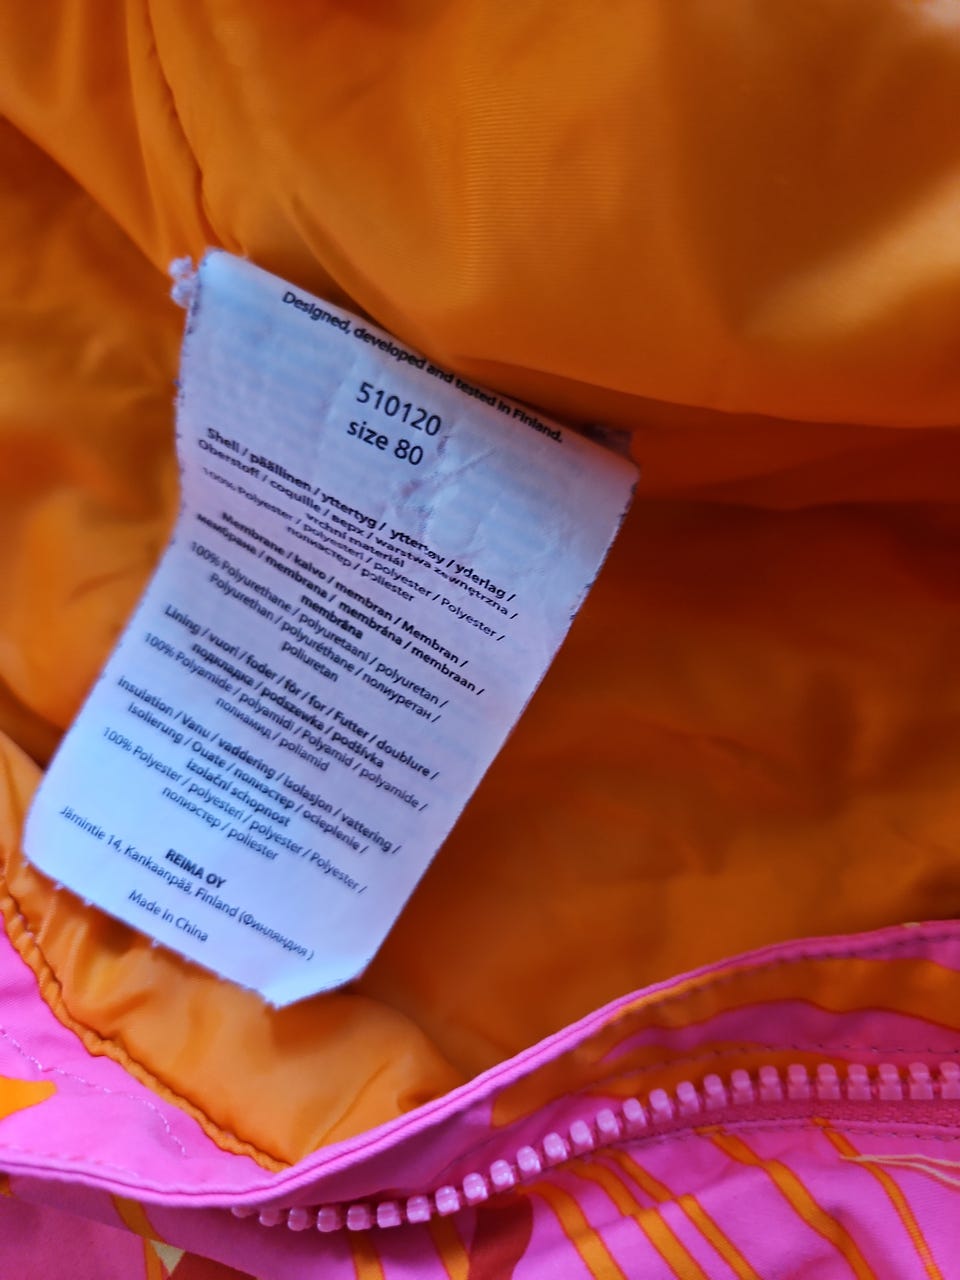 Designed, developed and tested in Finland.
510120
size 80
Shell / päällinen / yttertyg / yttertøy / yderlag /
Oberstoff / coquille / верх / warstwa zewnętrzna /
vrchní materiál
100% Polyester / polyesteri / polyester / Polyester /
полиэстер / poliester
Membrane / kalvo / membran / Membran /
мембрана / membrana / membrána / membraan /
membrâna
100% Polyurethane / polyuretaani / polyuretan /
Polyurethan / polyuréthane / полиуретан /
poliuretan
Lining / vuori / foder / fôr / for / Futter / doublure /
подкладка / podszewka / podšívka
100% Polyamide / polyamidi / Polyamid / polyamide /
полиамид / poliamid
Insulation / Vanu / vaddering / isolasjon / vattering /
Isolierung / Ouate / полиэстер / ocieplenie /
Izolační schopnost
100% Polyester / polyesteri / polyester / Polyester /
полиэстер / poliester
REIMA OY
Jämintie 14, Kankaanpää, Finland (Финляндия )
Made in China